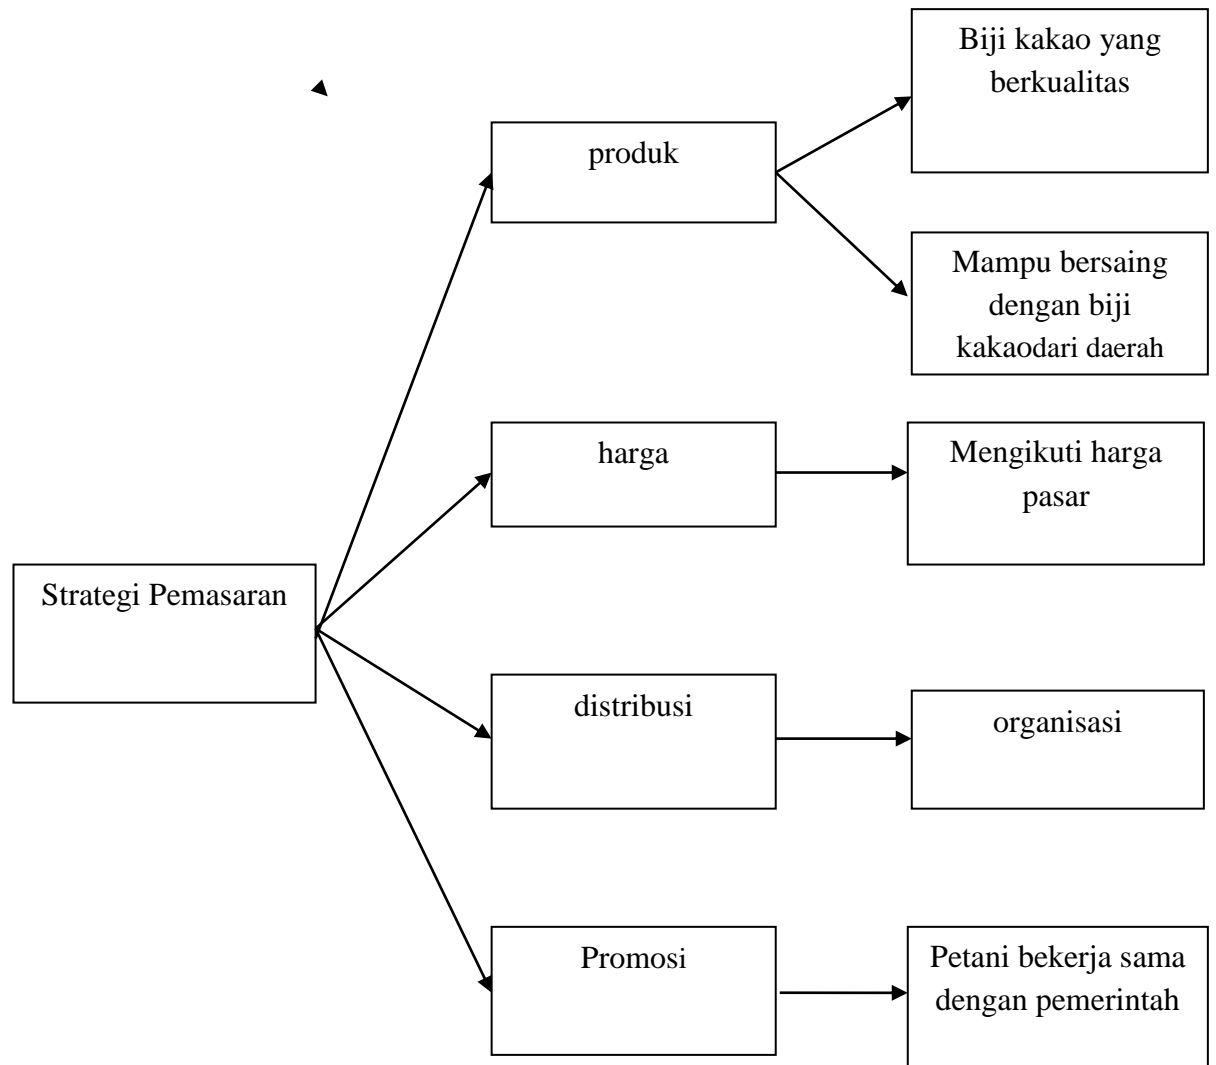 Biji kakao yang
berkualitas
produk
Mampu bersaing
dengan biji
kakaodari daerah
harga
Mengikuti harga
pasar
Strategi Pemasaran
distribusi
organisasi
Promosi
Petani bekerja sama
dengan pemerintah